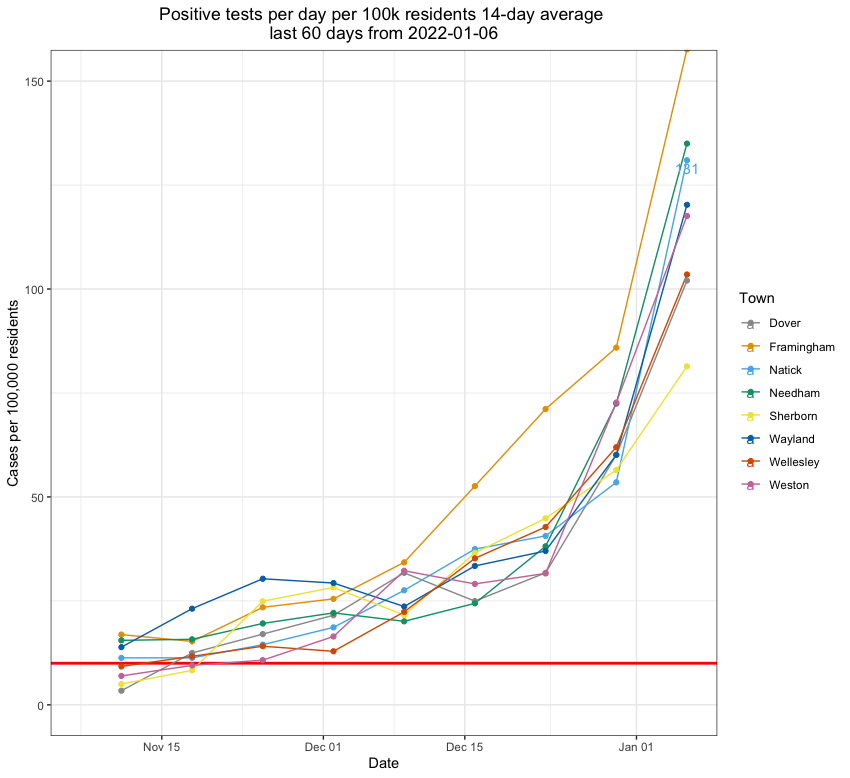 Positive tests per day per 100k residents 14-day average
last 60 days from 2022-01-06
150
131
100
50
0
Cases per 100,000 residents
Nov 15
Dec 01
Dec 15
Jan 01
Date
Town
a Dover
a Framingham
a Natick
a Needham
a Sherborn
a Wayland
a Wellesley
a Weston